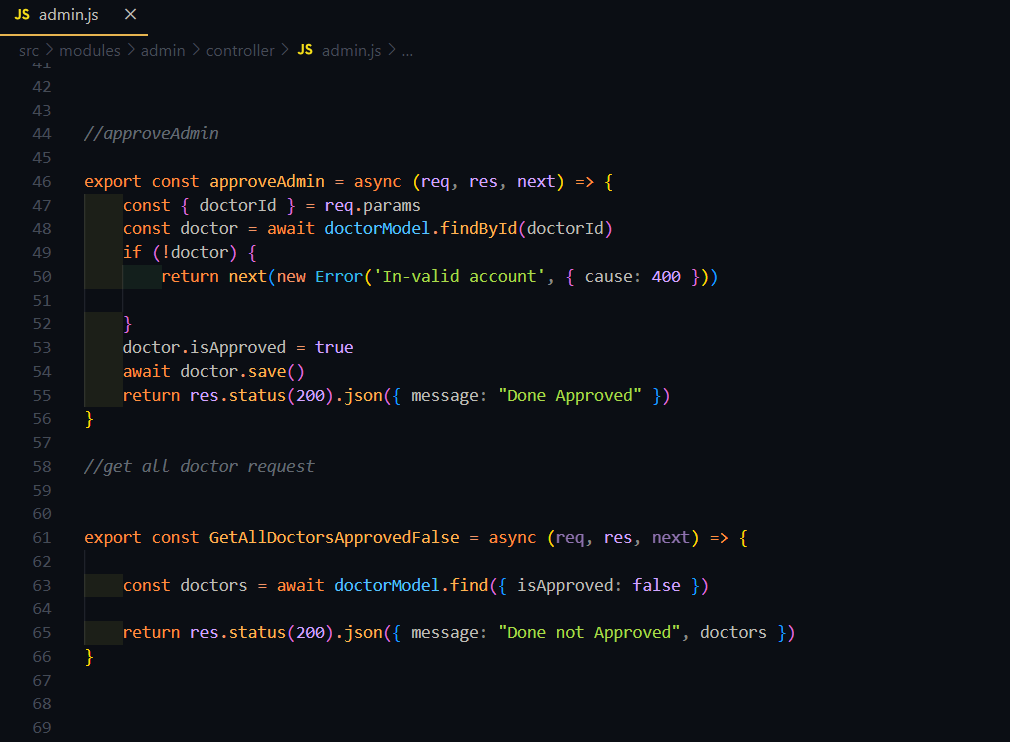 JS admin.js ×
src > modules > admin > controller > JS admin.js > ...
41
42
43
44 //approveAdmin
45
46 export const approveAdmin = async (req, res, next) => {
47 const { doctorId } = req.params
48 const doctor = await doctorModel.findById(doctorId)
49 if (!doctor) {
50 return next(new Error('In-valid account', { cause: 400 }))
51
52 }
53 doctor.isApproved = true
54 await doctor.save()
55 return res.status(200).json({ message: "Done Approved" })
56 }
57
58 //get all doctor request
59
60
61 export const GetAllDoctorsApprovedFalse = async (req, res, next) => {
62
63 const doctors = await doctorModel.find({ isApproved: false })
64
65 return res.status(200).json({ message: "Done not Approved", doctors })
66 }
67
68
69